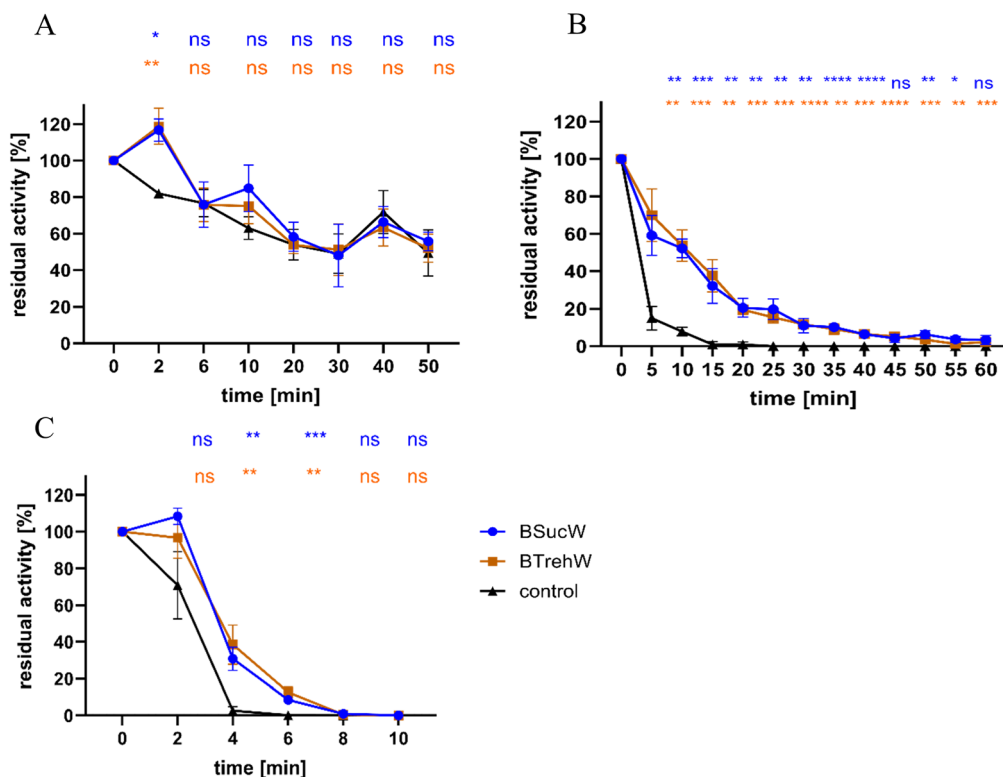 A
* ns ns ns ns ns ns
** ns ns ns ns ns ns
120
100
80
60
40
20
0
residual activity [%]
0 2 6 10 20 30 40 50
time [min]
B
** *** ** ** ** ** **** **** ns ** * ns
** *** ** *** *** **** ** *** **** *** ** ***
120
100
80
60
40
20
0
residual activity [%]
0 5 10 15 20 25 30 35 40 45 50 55 60
time [min]
C
ns ** *** ns ns
ns ** ** ns ns
120
100
80
60
40
20
0
residual activity [%]
0 2 4 6 8 10
time [min]
BSucW
BTrehW
control